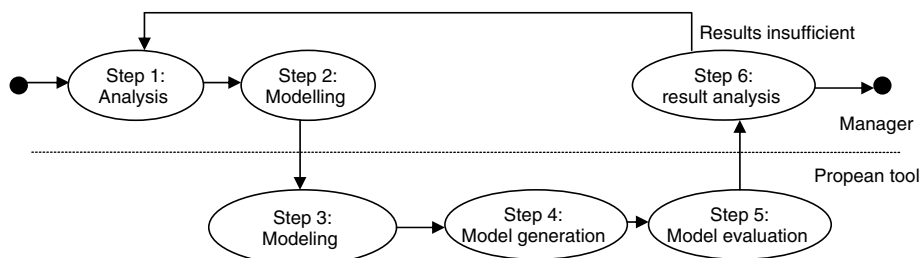 Results insufficient
Step 1:
Analysis
Step 2:
Modelling
Step 6:
result analysis
Manager
Propean tool
Step 3:
Modeling
Step 4:
Model generation
Step 5:
Model evaluation